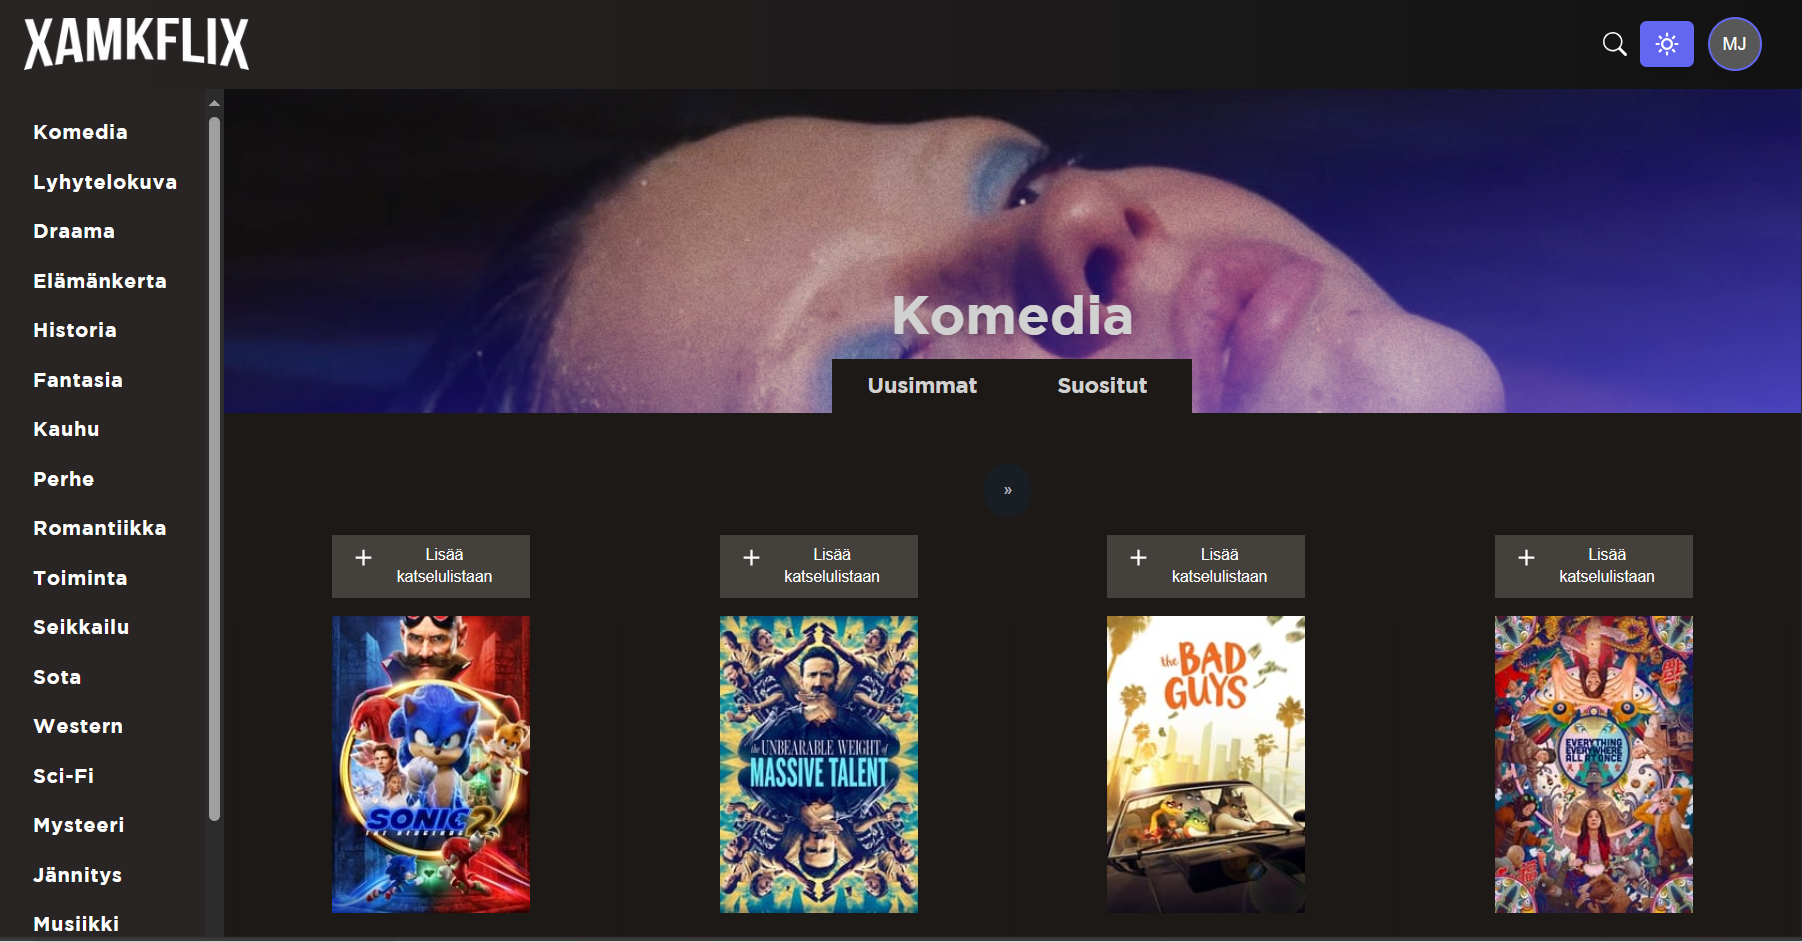 XAMKFLIX
MJ
Komedia
Lyhytelokuva
Draama
Elämänkerta
Historia
Fantasia
Kauhu
Perhe
Romantiikka
Toiminta
Seikkailu
Sota
Western
Sci-Fi
Mysteeri
Jännitys
Musiikki
Komedia
Uusimmat
Suositut
»
+ Lisää
katselulistaan
+ Lisää
katselulistaan
+ Lisää
katselulistaan
+ Lisää
katselulistaan
SONIC 2
THE HEDGEHOG
the UNBEARABLE WEIGHT of
MASSIVE TALENT
the BAD
GUYS
EVERYTHING
EVERYWHERE
ALL AT ONCE